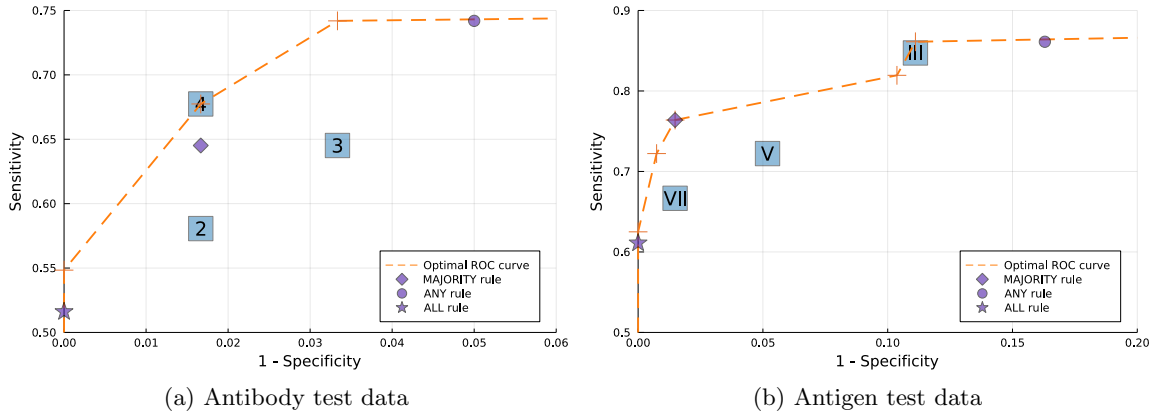 0.75
0.70
0.65
0.60
0.55
0.50
Sensitivity
4
3
2
Optimal ROC curve
MAJORITY rule
ANY rule
ALL rule
0.00 0.01 0.02 0.03 0.04 0.05 0.06
1 - Specificity
(a) Antibody test data
0.9
0.8
0.7
0.6
0.5
Sensitivity
III
V
VII
Optimal ROC curve
MAJORITY rule
ANY rule
ALL rule
0.00 0.05 0.10 0.15 0.20
1 - Specificity
(b) Antigen test data